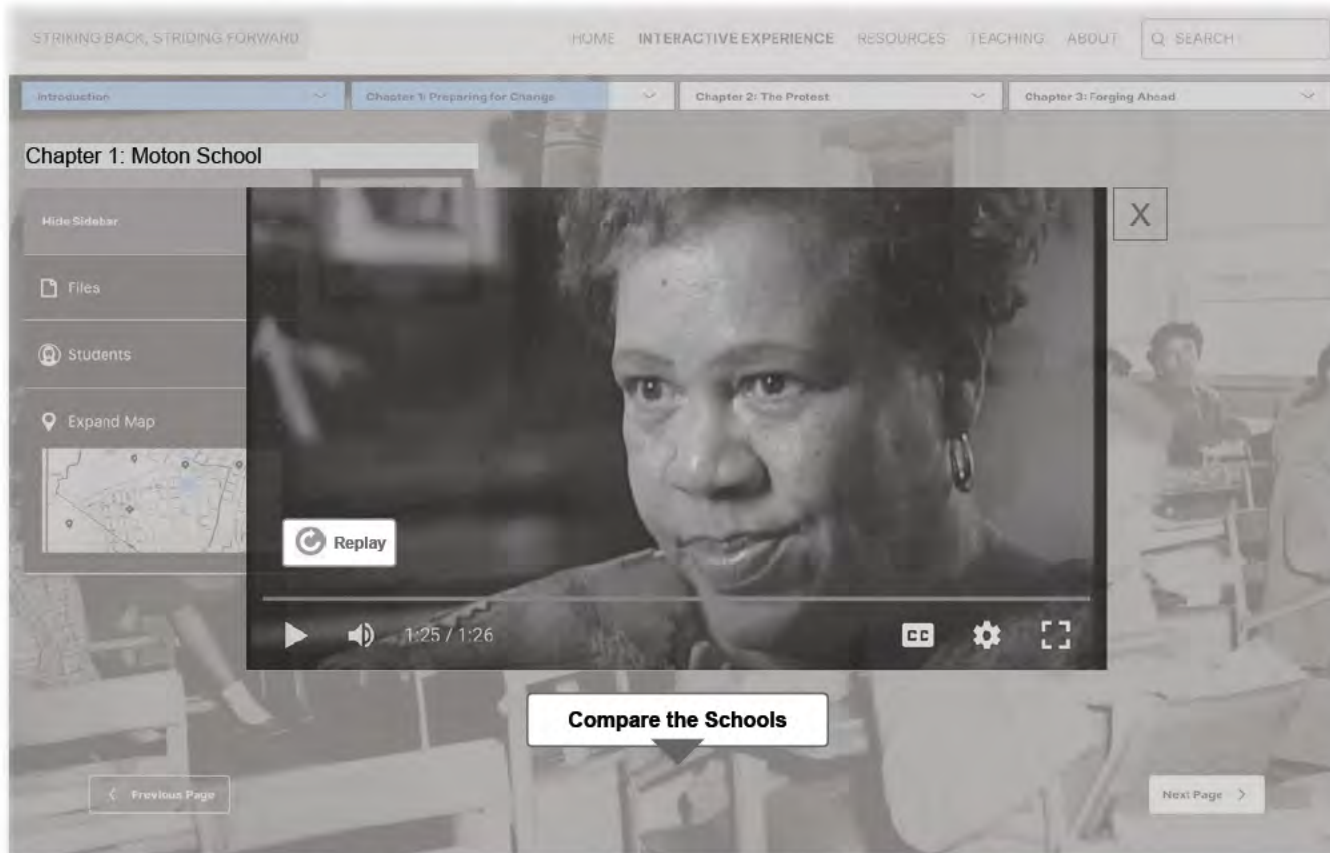 STRIKING BACK, STRIDING FORWARD
HOME INTERACTIVE EXPERIENCE RESOURCES TEACHING ABOUT SEARCH
Introduction Chapter 1: Preparing for Change Chapter 2: The Protest Chapter 3: Forging Ahead
Chapter 1: Moton School
X
Hide Sidebar
Files
Students
Expand Map
Replay
1:25 / 1:26 CC
Compare the Schools
Previous Page
Next Page